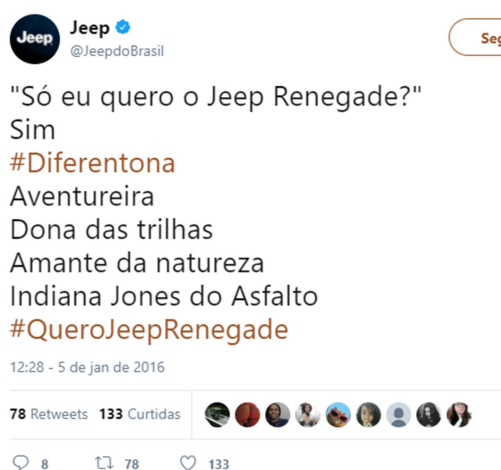 Jeep
Jeep
@JeepdoBrasil
"Só eu quero o Jeep Renegade?"
Sim
#Diferentona
Aventureira
Dona das trilhas
Amante da natureza
Indiana Jones do Asfalto
#QueroJeepRenegade
12:28 - 5 de jan de 2016
78 Retweets 133 Curtidas
8 78 133